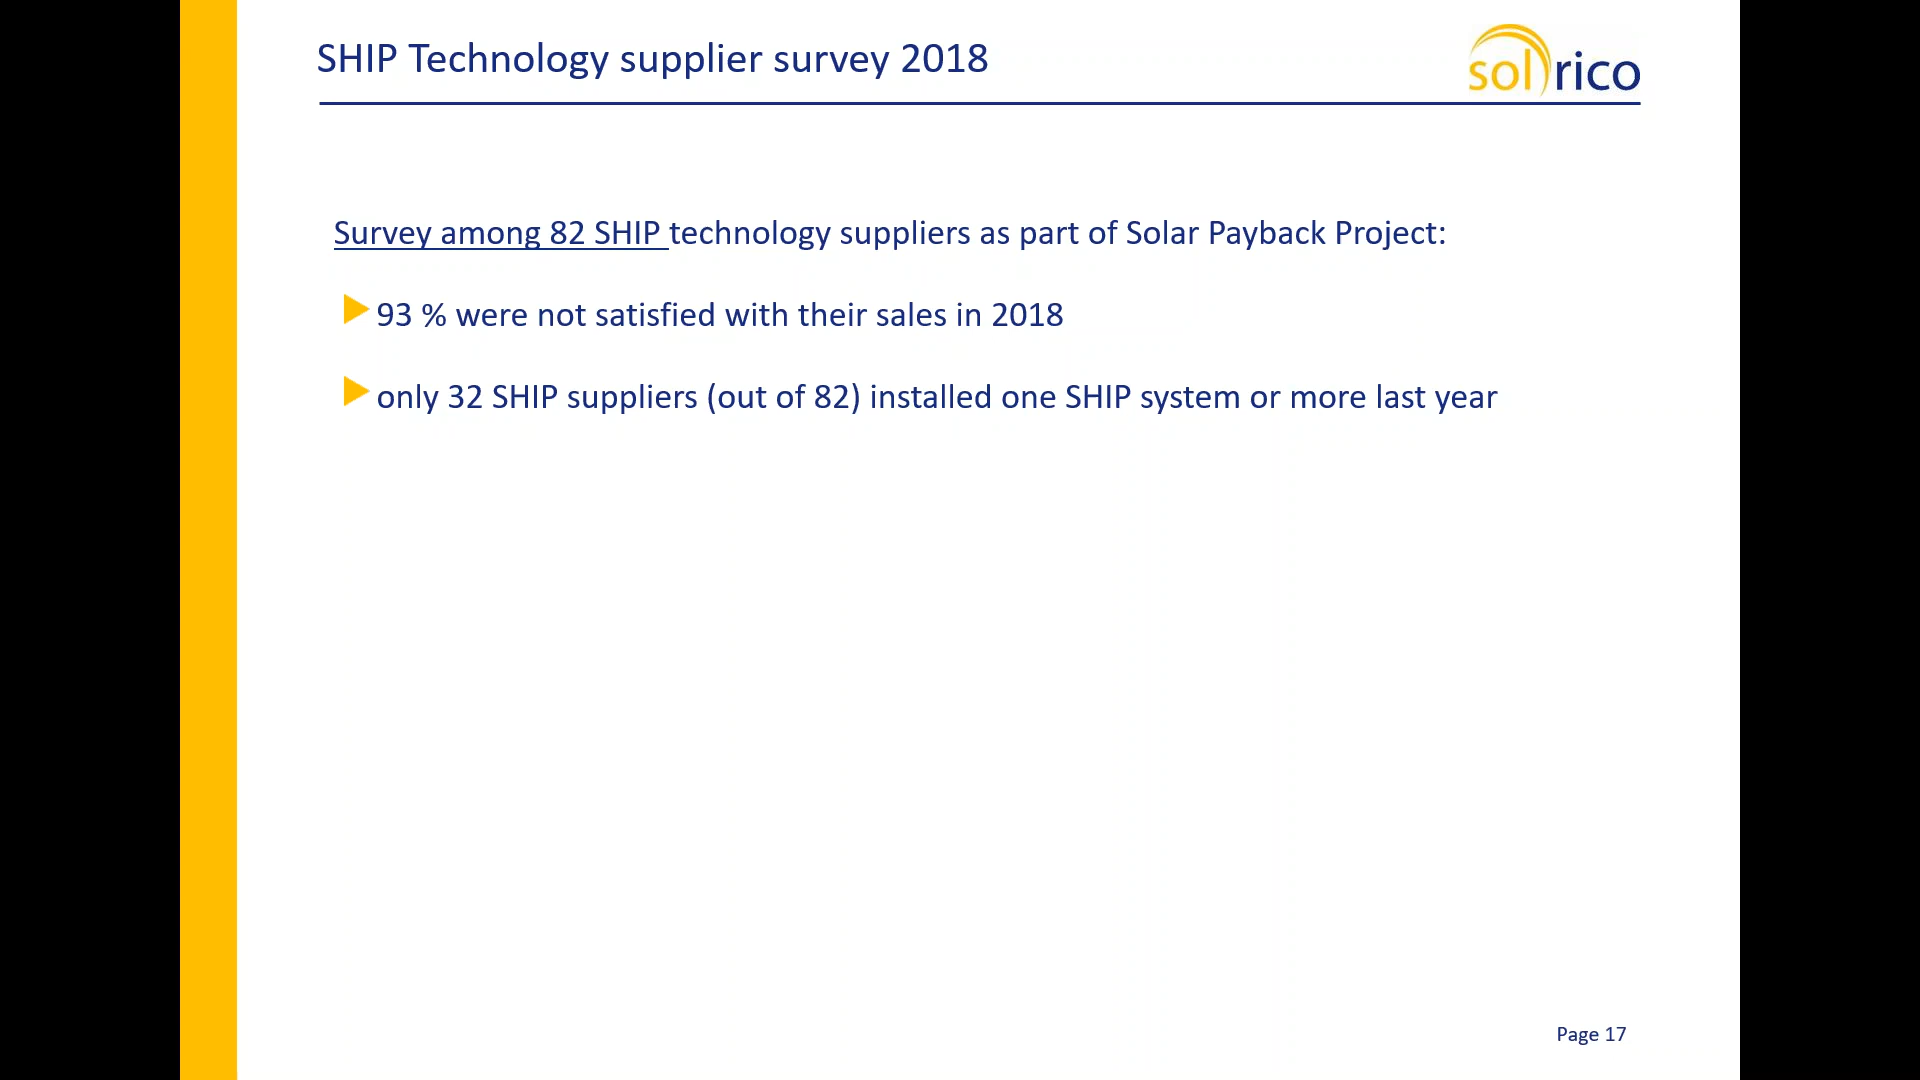 SHIP Technology supplier survey 2018
solrico
Survey among 82 SHIP technology suppliers as part of Solar Payback Project:
93 % were not satisfied with their sales in 2018
only 32 SHIP suppliers (out of 82) installed one SHIP system or more last year
Page 17